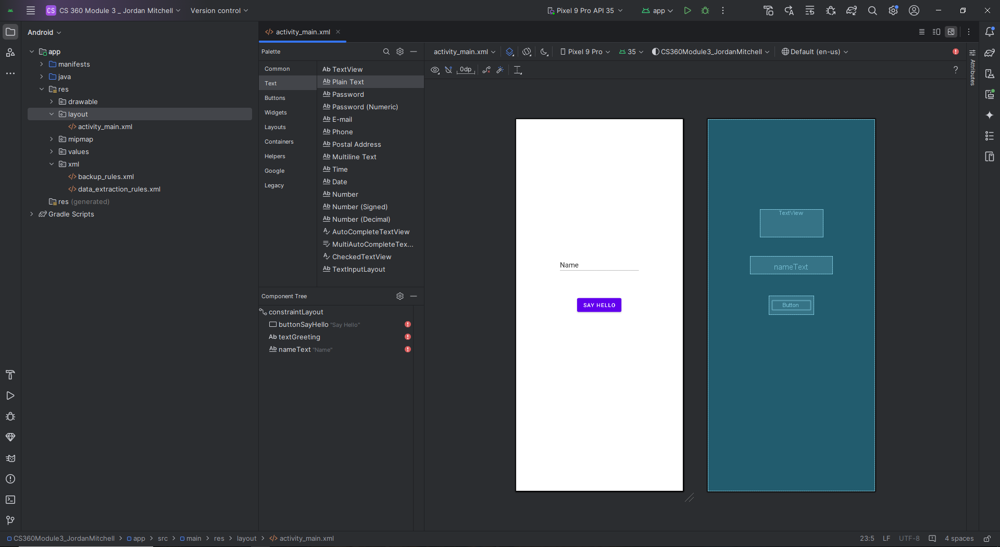 CS CS 360 Module 3 _ Jordan Mitchell Version control Pixel 9 Pro API 35 app
Android
app
manifests
java
res
drawable
layout
activity_main.xml
mipmap
values
xml
backup_rules.xml
data_extraction_rules.xml
res (generated)
Gradle Scripts
activity_main.xml
Palette
Common
Text
Buttons
Widgets
Layouts
Containers
Helpers
Google
Legacy
Ab TextView
Ab Plain Text
Ab Password
Ab Password (Numeric)
Ab E-mail
Ab Phone
Ab Postal Address
Ab Multiline Text
Ab Time
Ab Date
Ab Number
Ab Number (Signed)
Ab Number (Decimal)
AutoCompleteTextView
MultiAutoCompleteTex...
CheckedTextView
Ab TextInputLayout
Component Tree
constraintLayout
buttonSayHello "Say Hello"
Ab textGreeting
Ab nameText "Name"
activity_main.xml Pixel 9 Pro 35 CS360Module3_JordanMitchell Default (en-us)
0dp ?
Name
SAY HELLO
TextView
nameText
Button
Attributes
CS360Module3_JordanMitchell app src main res layout activity_main.xml 23:5 LF UTF-8 4 spaces